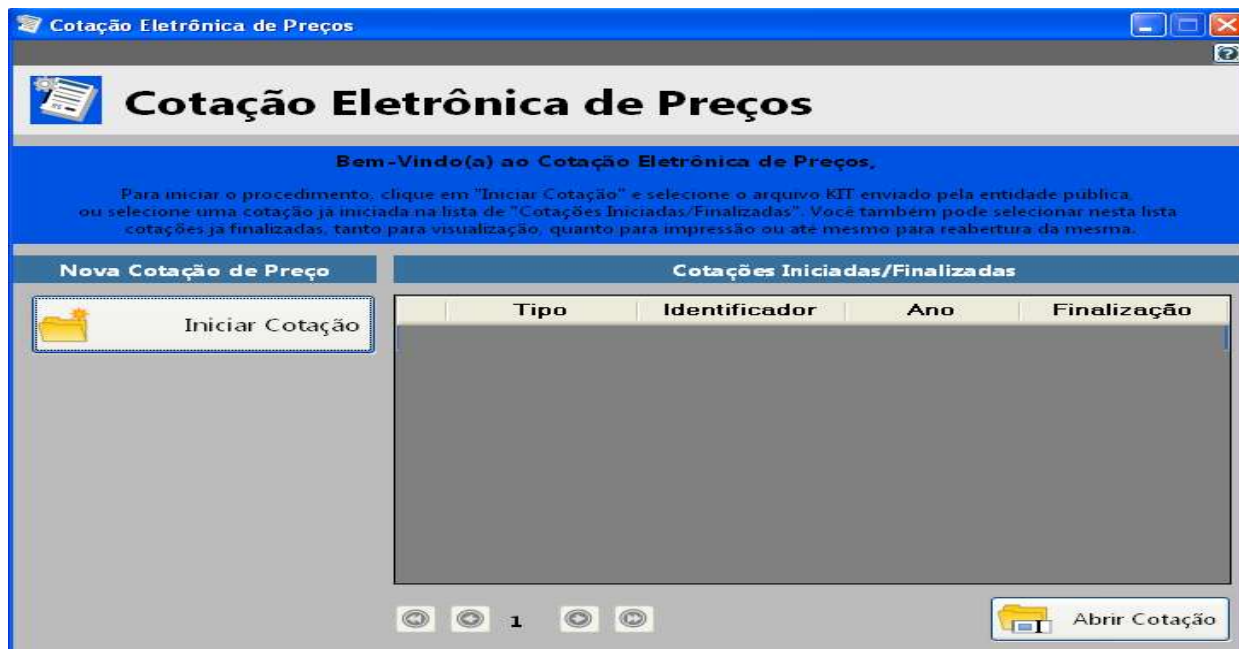 Cotação Eletrônica de Preços
Cotação Eletrônica de Preços
Bem-Vindo(a) ao Cotação Eletrônica de Preços,
Para iniciar o procedimento, clique em "Iniciar Cotação" e selecione o arquivo KIT enviado pela entidade pública,
ou selecione uma cotação já iniciada na lista de "Cotações Iniciadas/Finalizadas". Você também pode selecionar nesta lista
cotações já finalizadas, tanto para visualização, quanto para impressão ou até mesmo para reabertura da mesma.
Nova Cotação de Preço
Cotações Iniciadas/Finalizadas
Iniciar Cotação
Tipo Identificador Ano Finalização
1
Abrir Cotação